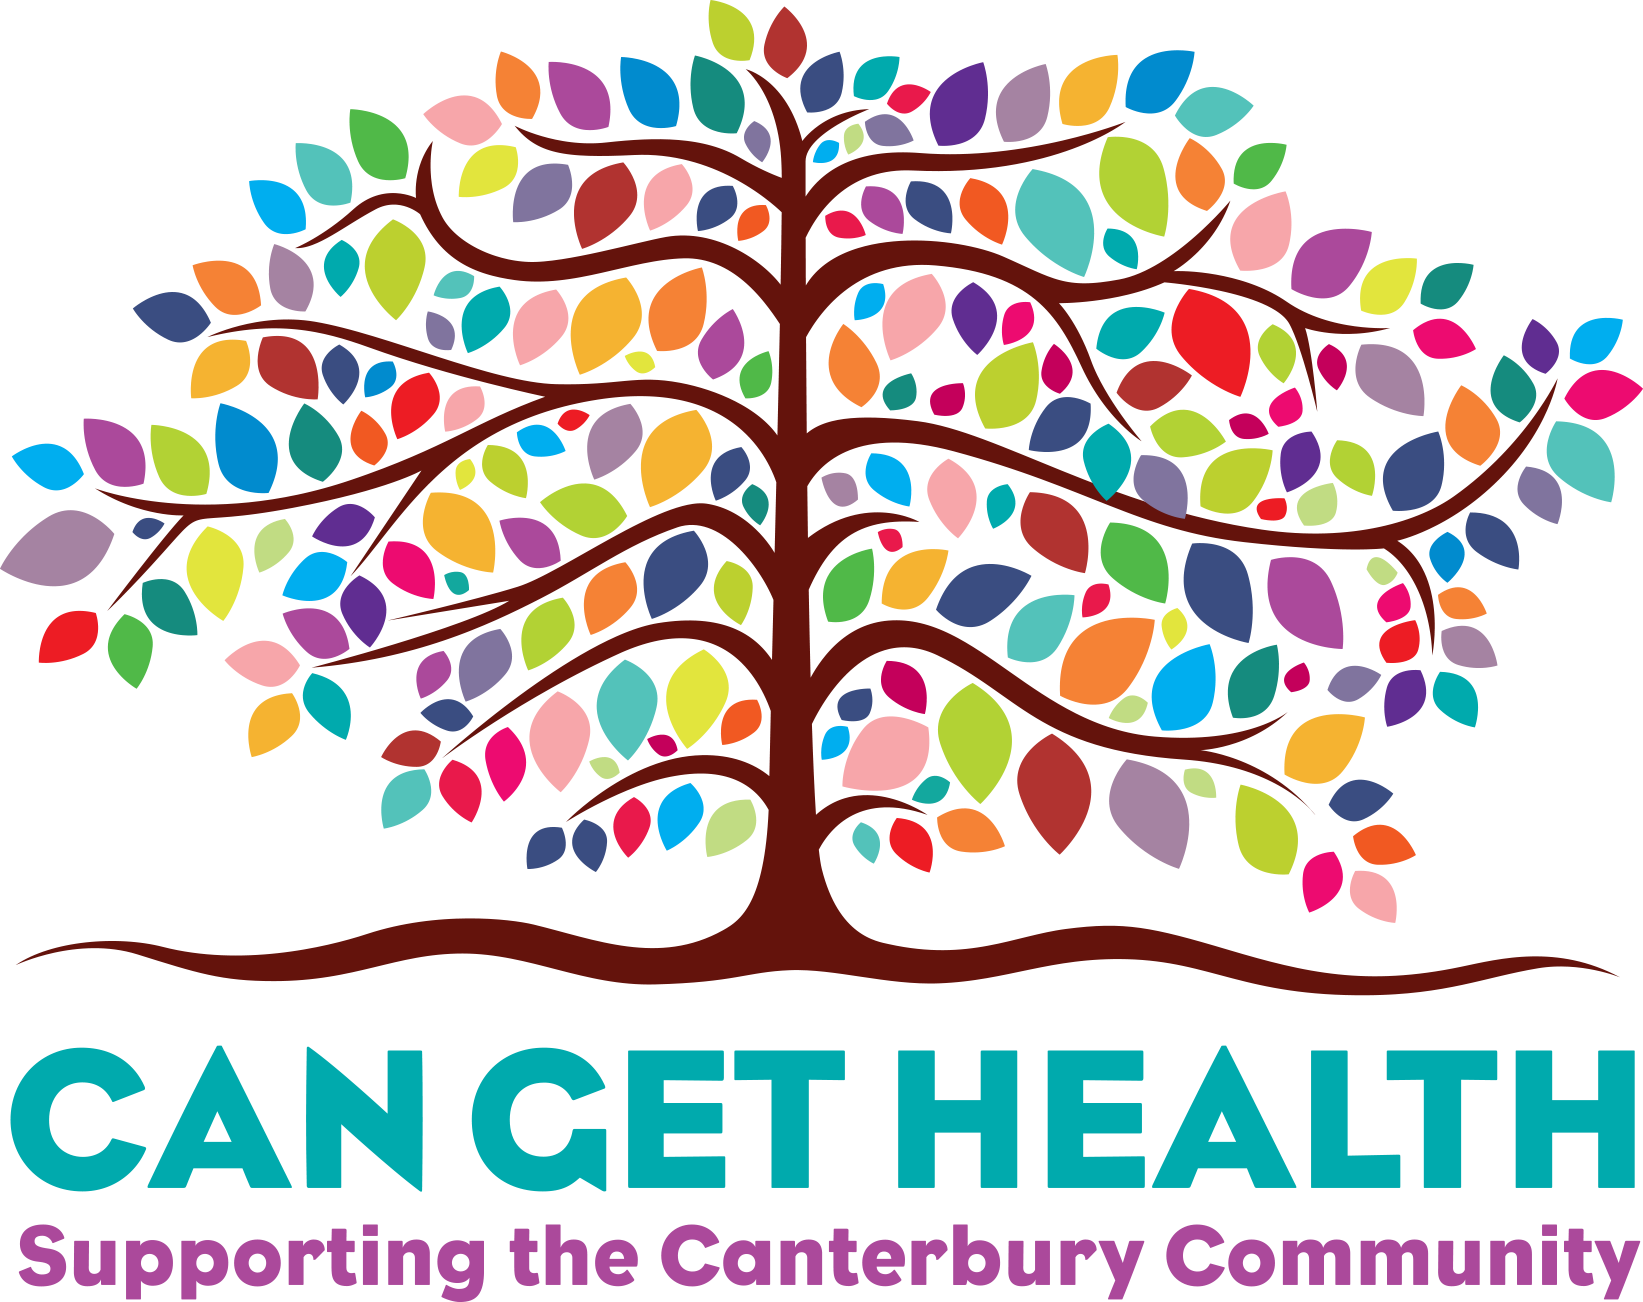 CAN GET HEALTH
Supporting the Canterbury Community